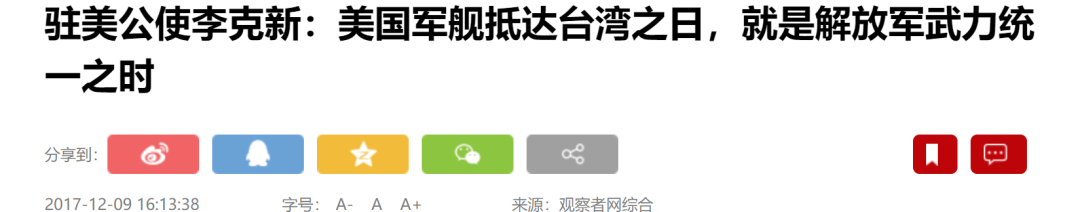 驻美公使李克新：美国军舰抵达台湾之日，就是解放军武力统
一之时
分享到：
2017-12-09 16:13:38 字号： A- A A+ 来源：观察者网综合